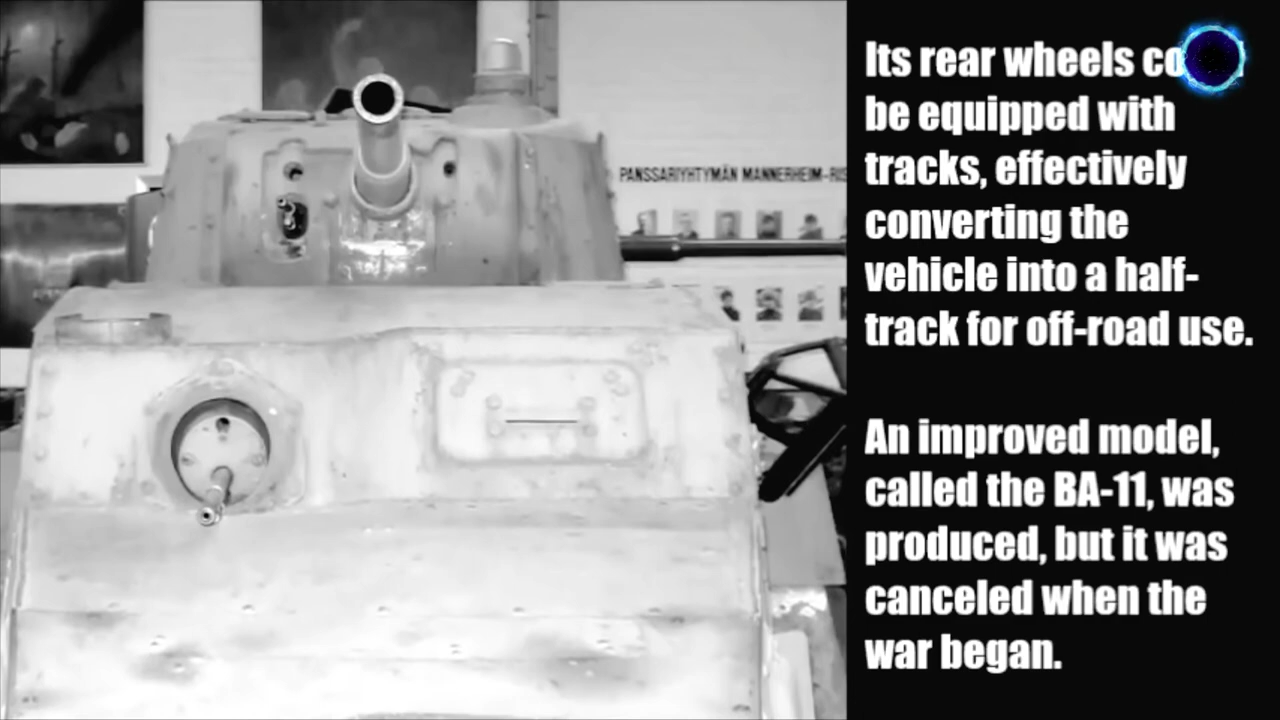 PANSSARIYHTYMÄN MANNERHEIM-RIS
Its rear wheels co
be equipped with
tracks, effectively
converting the
vehicle into a half-
track for off-road use.
An improved model,
called the BA-11, was
produced, but it was
canceled when the
war began.